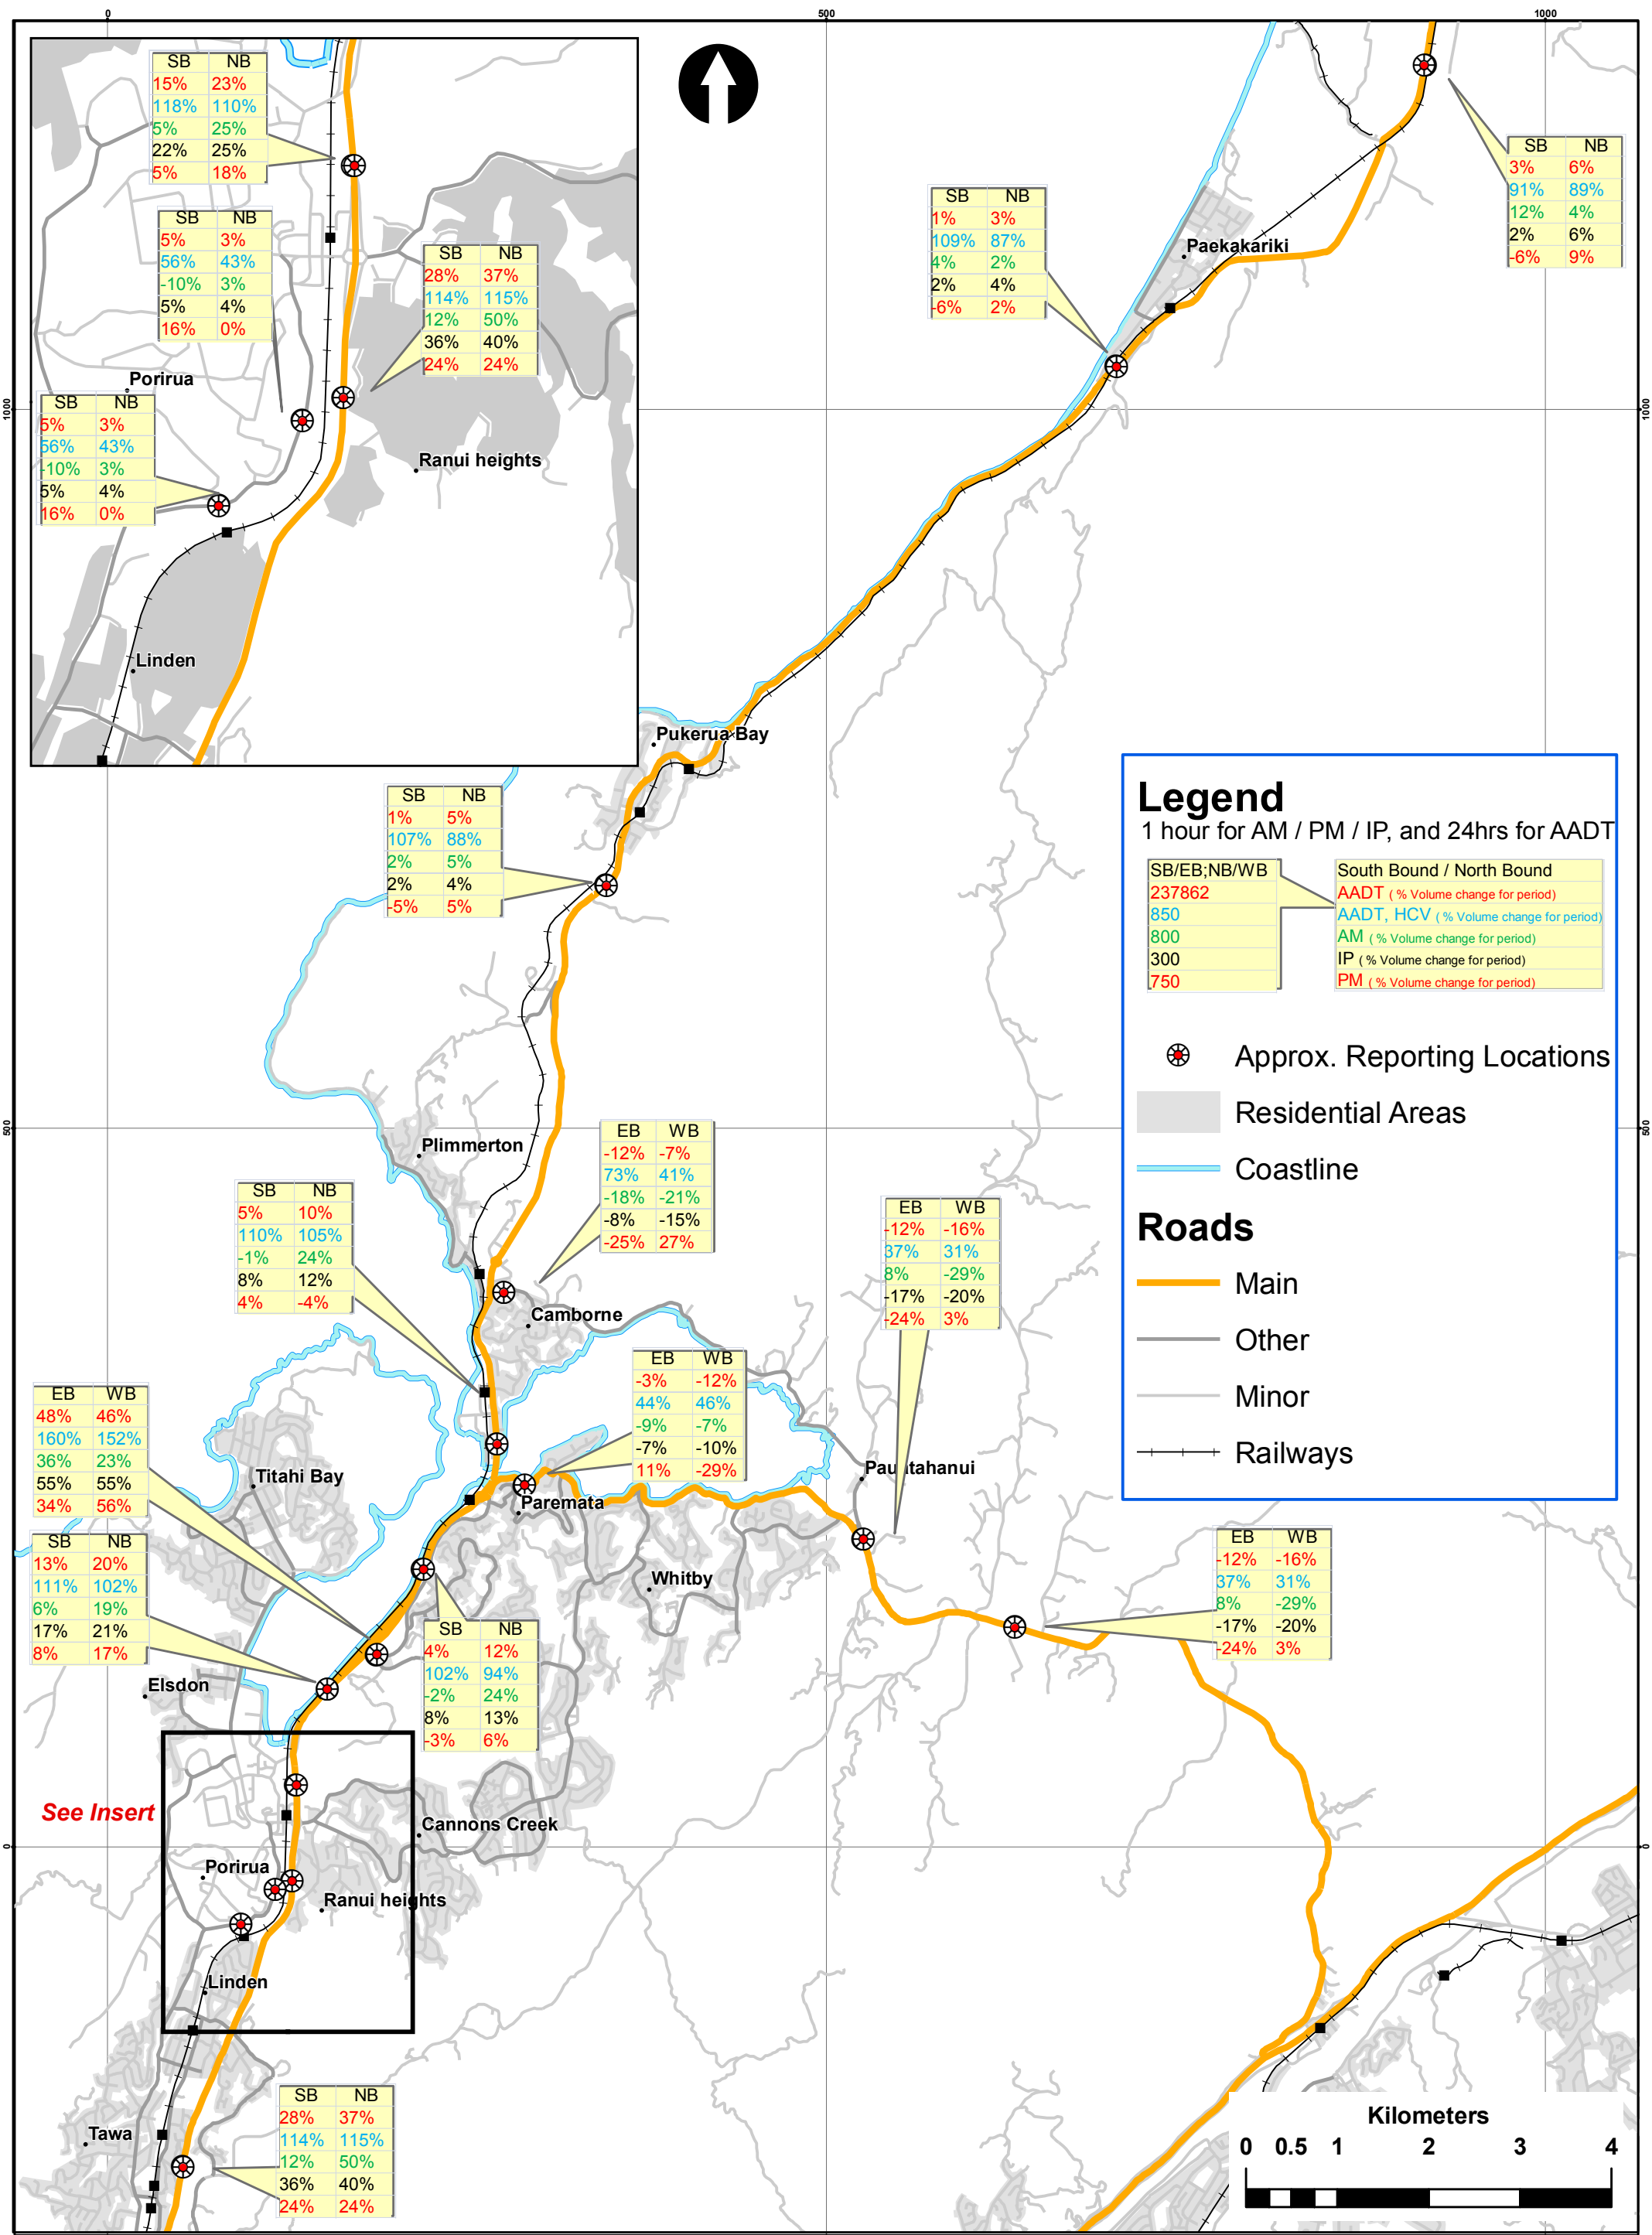 0
500
1000
SB NB
15% 23%
118% 110%
5% 25%
22% 25%
5% 18%
SB NB
5% 3%
56% 43%
-10% 3%
5% 4%
16% 0%
SB NB
28% 37%
114% 115%
12% 50%
36% 40%
24% 24%
Porirua
SB NB
5% 3%
56% 43%
-10% 3%
5% 4%
16% 0%
Ranui heights
Linden
SB NB
3% 6%
91% 89%
12% 4%
2% 6%
-6% 9%
SB NB
1% 3%
109% 87%
4% 2%
2% 4%
-6% 2%
Paekakariki
1000
1000
Pukerua Bay
SB NB
1% 5%
107% 88%
2% 5%
2% 4%
-5% 5%
Legend
1 hour for AM / PM / IP, and 24hrs for AADT
SB/EB;NB/WB South Bound / North Bound
237862 AADT ( % Volume change for period)
850 AADT, HCV ( % Volume change for period)
800 AM ( % Volume change for period)
300 IP ( % Volume change for period)
750 PM ( % Volume change for period)
Approx. Reporting Locations
Residential Areas
Coastline
Roads
Main
Other
Minor
Railways
500
500
Plimmerton
EB WB
-12% -7%
73% 41%
-18% -21%
-8% -15%
-25% 27%
SB NB
5% 10%
110% 105%
-1% 24%
8% 12%
4% -4%
EB WB
-12% -16%
37% 31%
8% -29%
-17% -20%
-24% 3%
Camborne
EB WB
-3% -12%
44% 46%
-9% -7%
-7% -10%
11% -29%
EB WB
48% 46%
160% 152%
36% 23%
55% 55%
34% 56%
Titahi Bay
Pauatahanui
Paremata
SB NB
13% 20%
111% 102%
6% 19%
17% 21%
8% 17%
Whitby
EB WB
-12% -16%
37% 31%
8% -29%
-17% -20%
-24% 3%
SB NB
4% 12%
102% 94%
-2% 24%
8% 13%
-3% 6%
Elsdon
See Insert
Cannons Creek
0
0
Porirua
Ranui heights
Linden
SB NB
28% 37%
114% 115%
12% 50%
36% 40%
24% 24%
Tawa
Kilometers
0 0.5 1 2 3 4